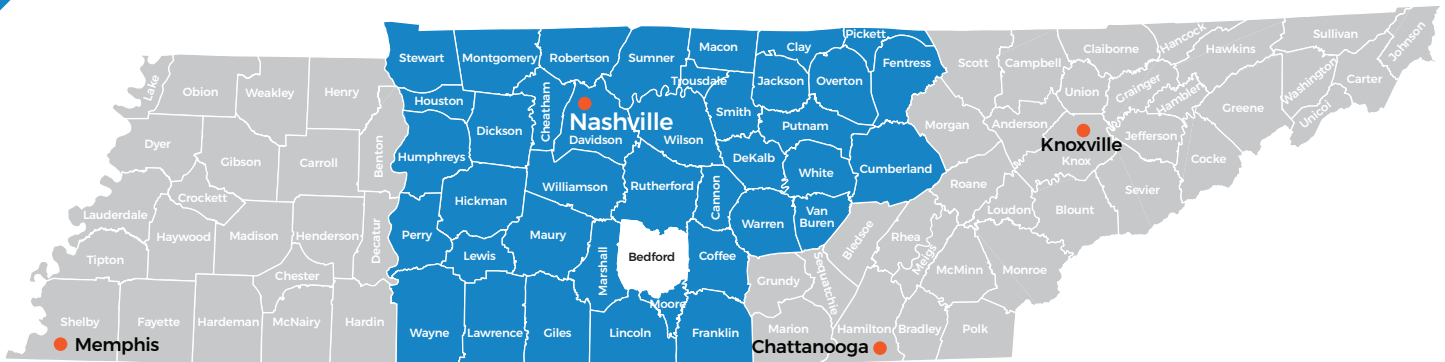 Stewart
Montgomery
Robertson
Sumner
Macon
Clay
Pickett
Fentress
Scott
Campbell
Claiborne
Hancock
Hawkins
Sullivan
Johnson
Lake
Obion
Weakley
Henry
Houston
Cheatham
Trousdale
Jackson
Overton
Union
Grainger
Hamblen
Washington
Carter
Unicoi
Greene
Dyer
Gibson
Carroll
Benton
Humphreys
Dickson
Nashville
Davidson
Wilson
Smith
Putnam
Morgan
Anderson
Knoxville
Knox
Jefferson
Cocke
DeKalb
White
Cumberland
Roane
Sevier
Crockett
Lauderdale
Haywood
Madison
Henderson
Decatur
Perry
Hickman
Williamson
Rutherford
Cannon
Warren
Van
Buren
Loudon
Blount
Tipton
Chester
Lewis
Maury
Marshall
Bedford
Coffee
Grundy
Sequatchie
Bledsoe
Rhea
Meigs
McMinn
Monroe
Shelby
Fayette
Hardeman
McNairy
Hardin
Wayne
Lawrence
Giles
Lincoln
Moore
Franklin
Marion
Hamilton
Bradley
Polk
Memphis
Chattanooga